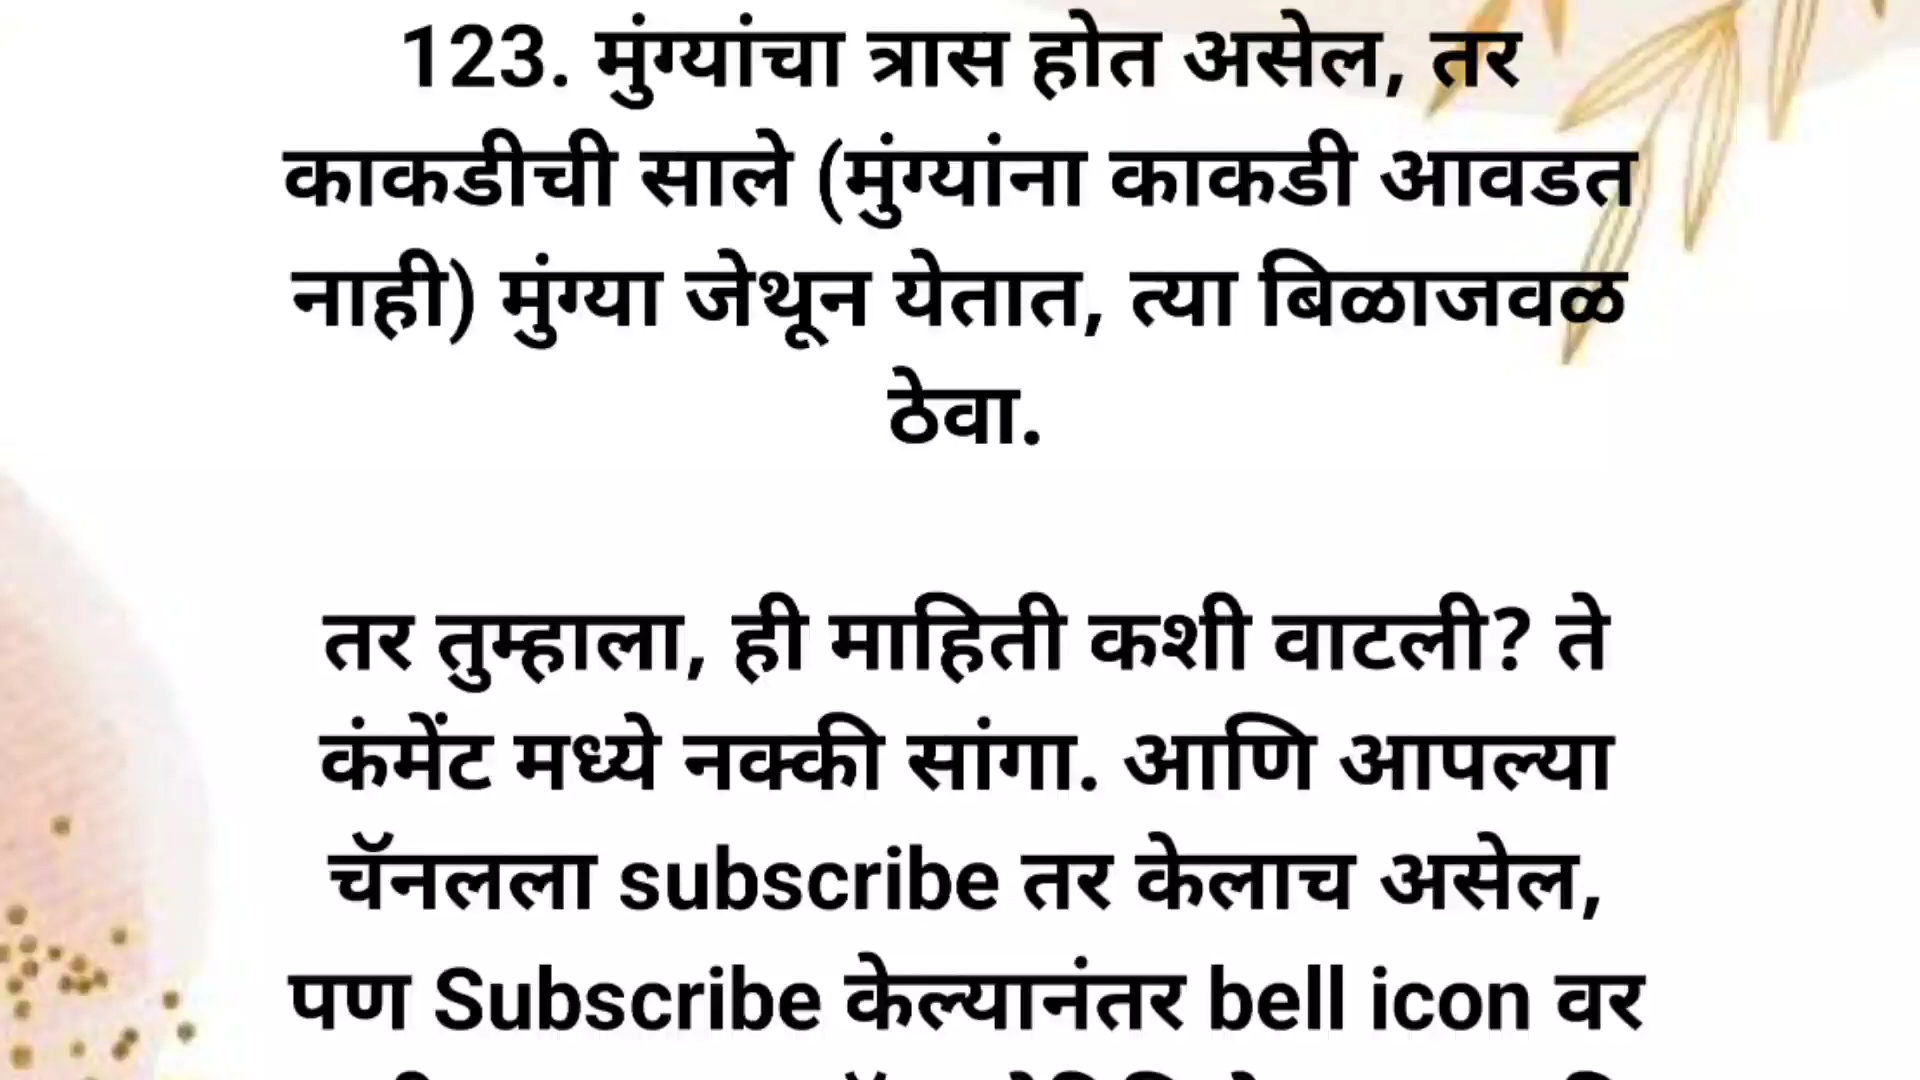 123. मुंग्यांचा त्रास होत असेल, तर
काकडीची साले (मुंग्यांना काकडी आवडत
नाही) मुंग्या जेथून येतात, त्या बिळाजवळ
ठेवा.
तर तुम्हाला, ही माहिती कशी वाटली? ते
कंमेंट मध्ये नक्की सांगा. आणि आपल्या
चॅनलला subscribe तर केलाच असेल,
पण Subscribe केल्यानंतर bell icon वर